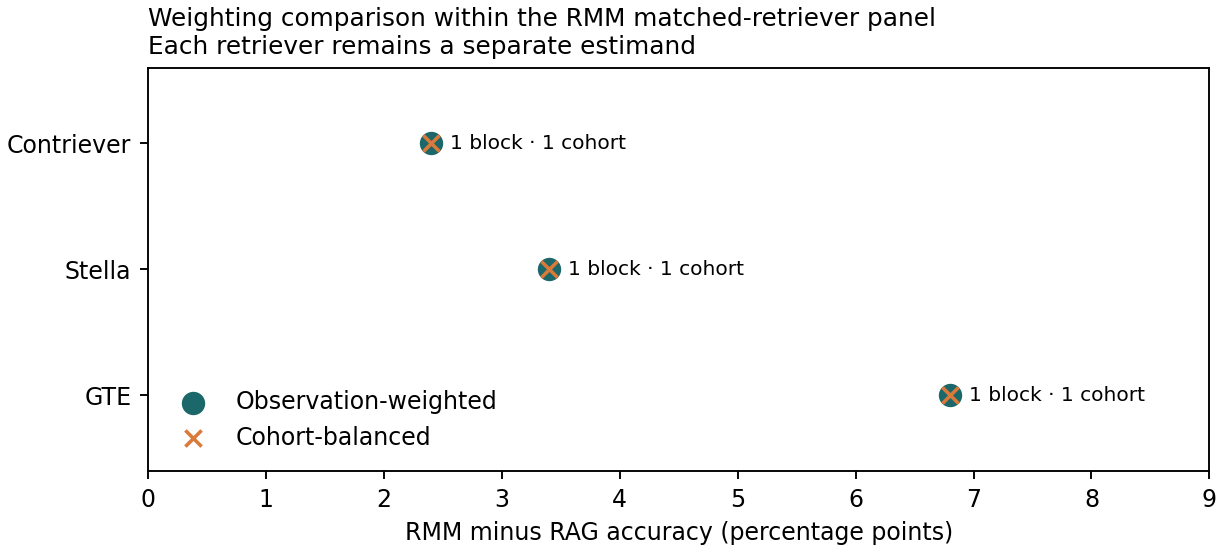 Weighting comparison within the RMM matched-retriever panel
Each retriever remains a separate estimand
Contriever
1 block · 1 cohort
Stella
1 block · 1 cohort
GTE
1 block · 1 cohort
Observation-weighted
Cohort-balanced
0 1 2 3 4 5 6 7 8 9
RMM minus RAG accuracy (percentage points)